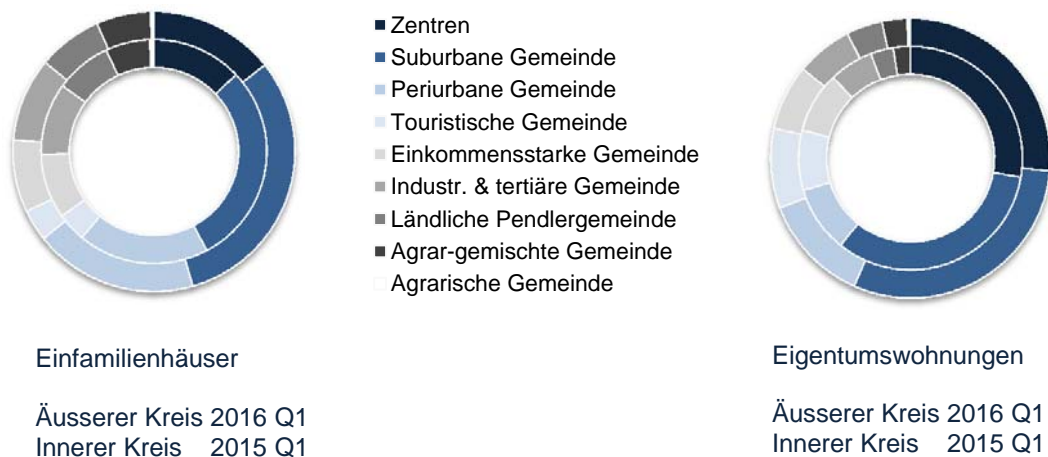 Zentren
Suburbane Gemeinde
Periurbane Gemeinde
Touristische Gemeinde
Einkommensstarke Gemeinde
Industr. & tertiäre Gemeinde
Ländliche Pendlergemeinde
Agrar-gemischte Gemeinde
Agrarische Gemeinde
Einfamilienhäuser
Äusserer Kreis 2016 Q1
Innerer Kreis 2015 Q1
Eigentumswohnungen
Äusserer Kreis 2016 Q1
Innerer Kreis 2015 Q1